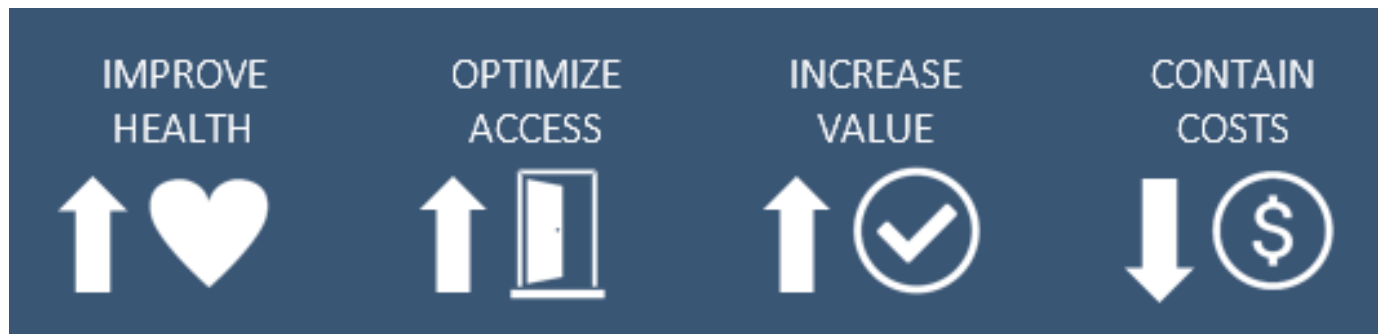 IMPROVE
HEALTH
OPTIMIZE
ACCESS
INCREASE
VALUE
CONTAIN
COSTS
$